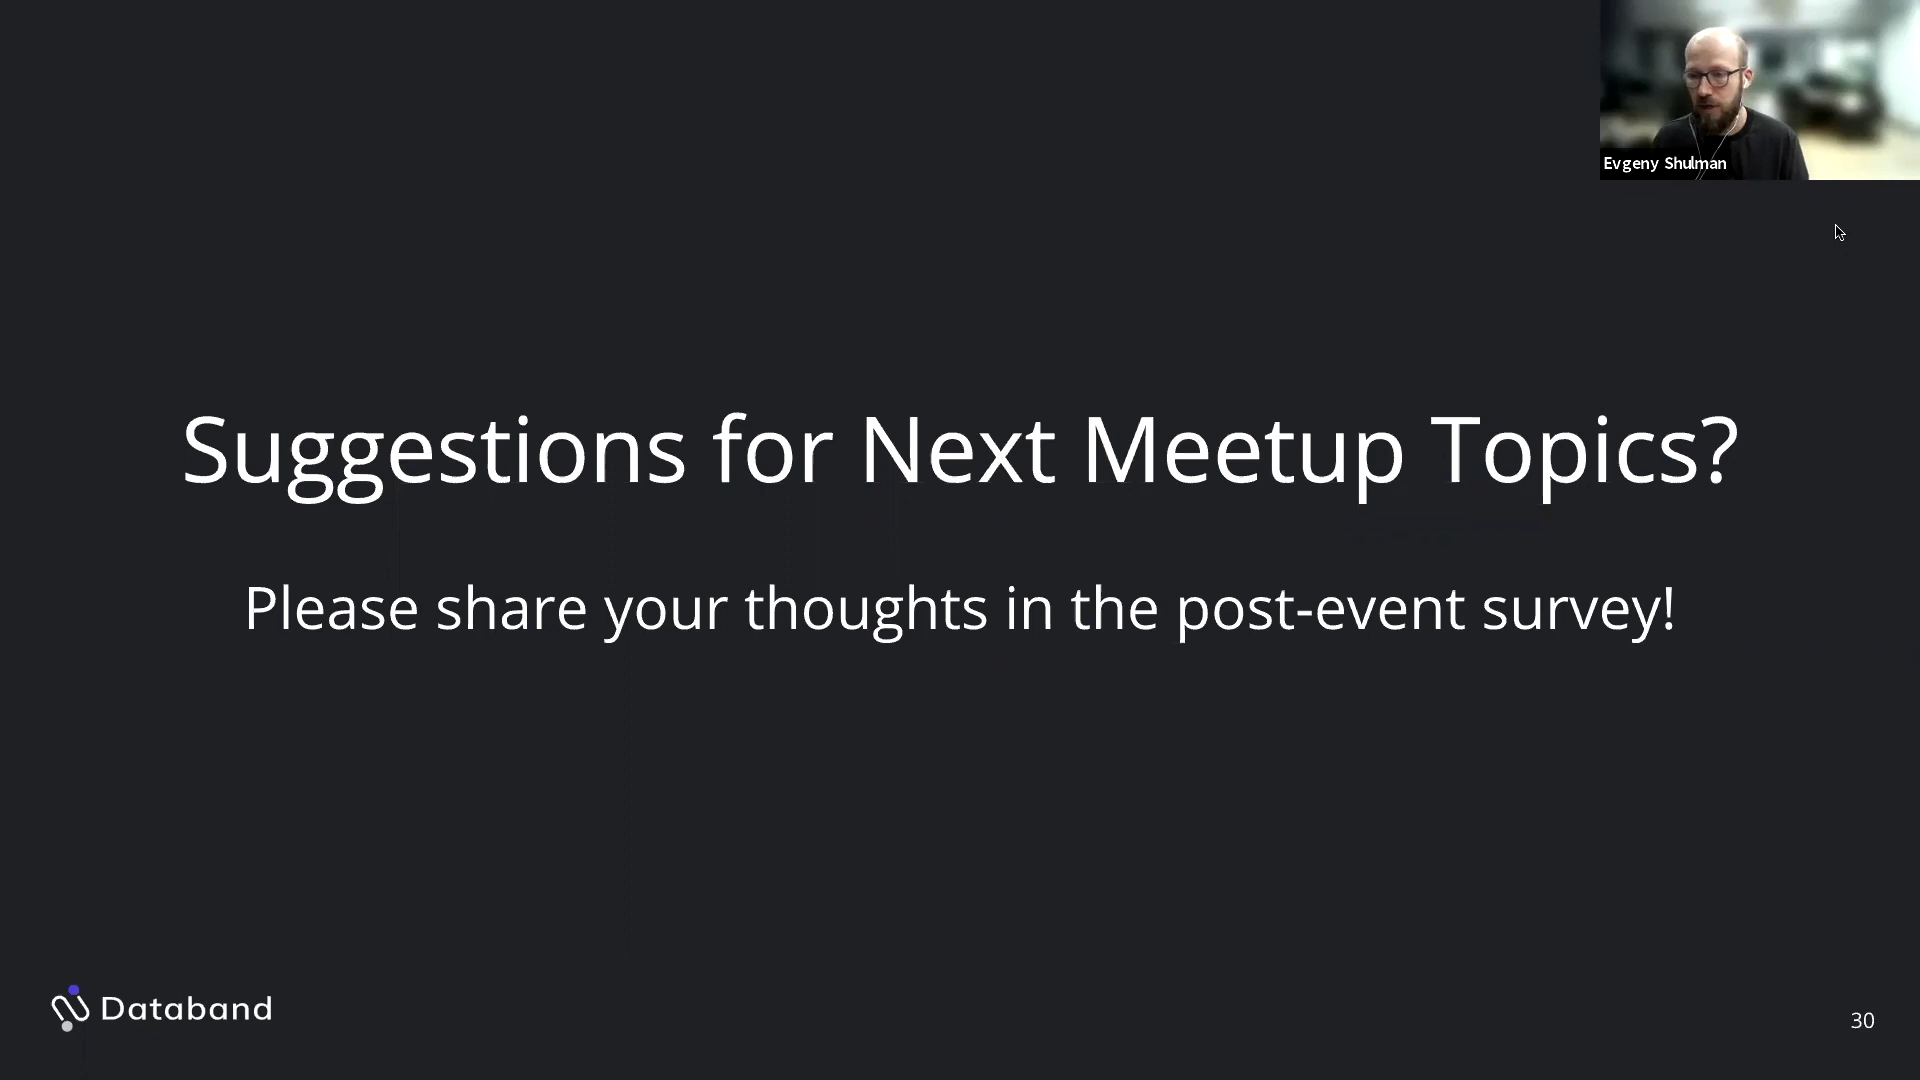 Evgeny Shulman
Suggestions for Next Meetup Topics?
Please share your thoughts in the post-event survey!
Databand
30